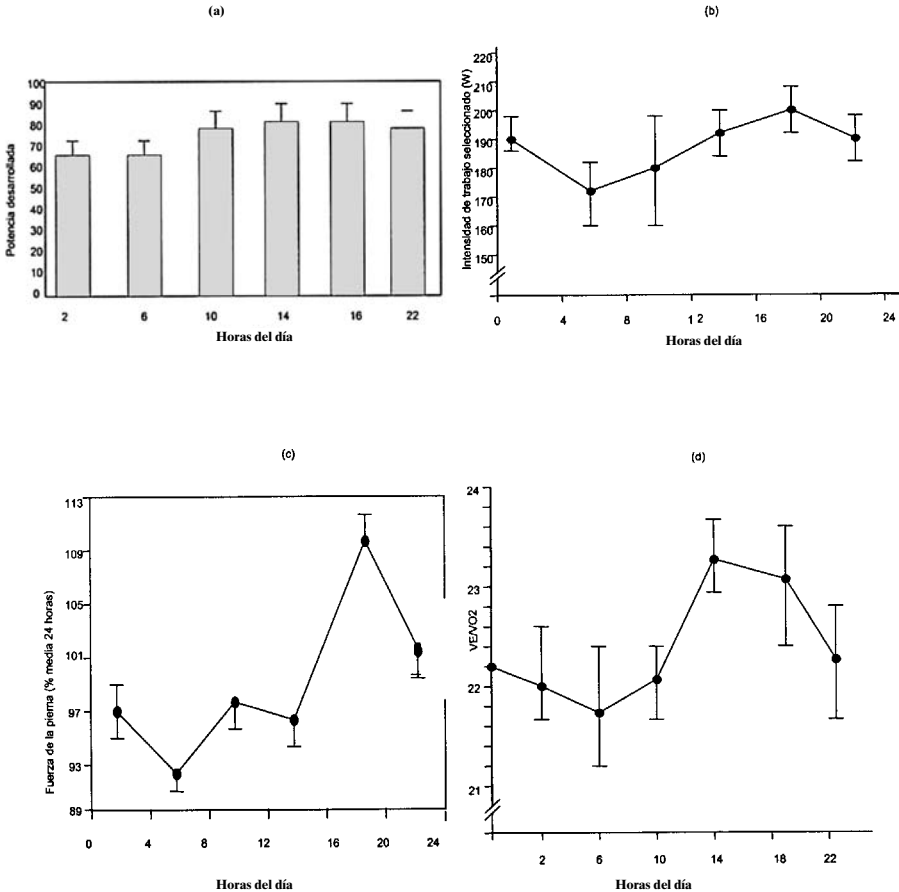 (a)
100
90
80
70
60
50
40
30
20
10
0
Potencia desarrollada
2 6 10 14 16 22
Horas del día
(b)
220
210
200
190
180
170
160
150
Intensidad de trabajo seleccionado (W)
0 4 8 1 2 16 20 24
Horas del día
(c)
113
109
105
101
97
93
89
Fuerza de la pierna (% media 24 horas)
0 4 8 12 16 20 24
Horas del día
(d)
24
23
22
21
VE/VO2
2 6 10 14 18 22
Horas del día